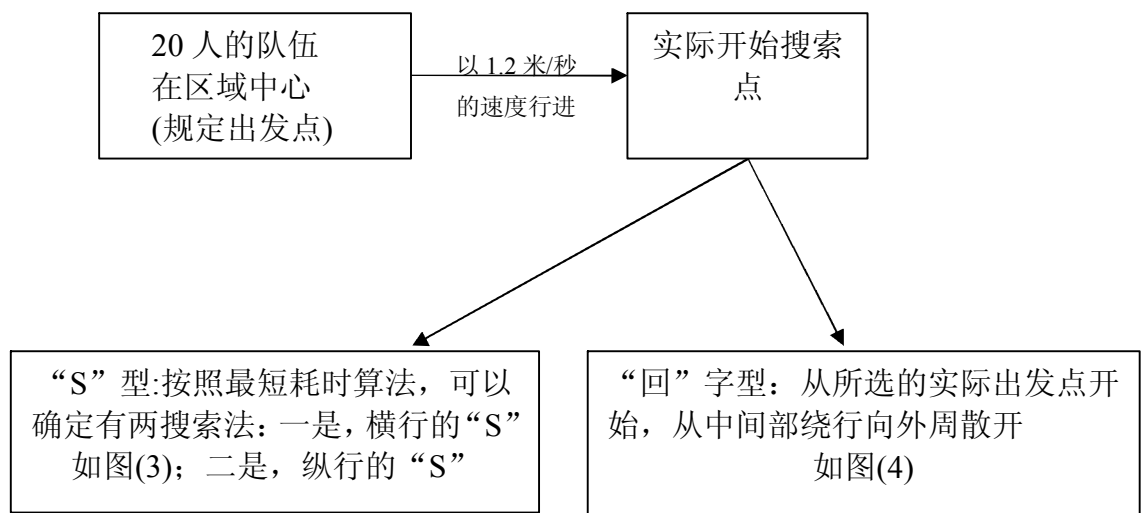 20 人的队伍
在区域中心
(规定出发点)
以 1.2 米/秒
的速度行进
实际开始搜索
点
“S”型:按照最短耗时算法，可以
确定有两搜索法：一是，横行的“S”
如图(3)；二是，纵行的“S”
“回”字型：从所选的实际出发点开
始，从中间部绕行向外周散开
如图(4)